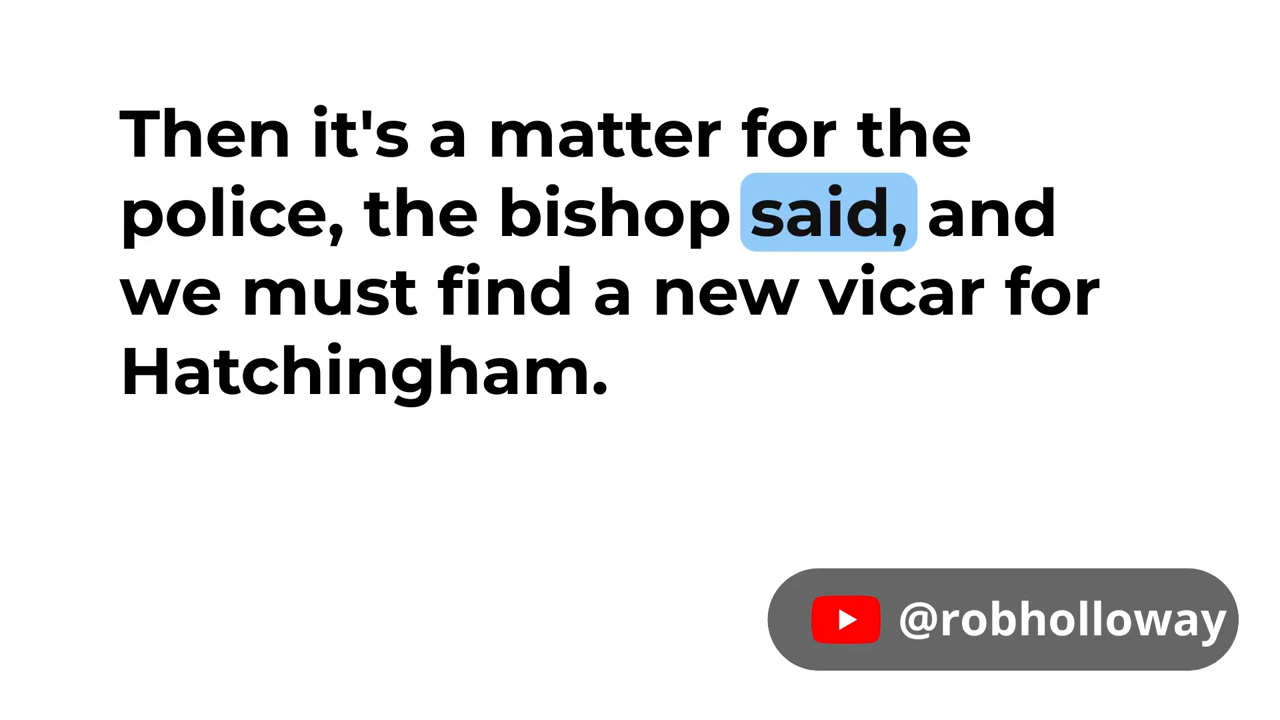 Then it's a matter for the
police, the bishop said, and
we must find a new vicar for
Hatchingham.
@robholloway